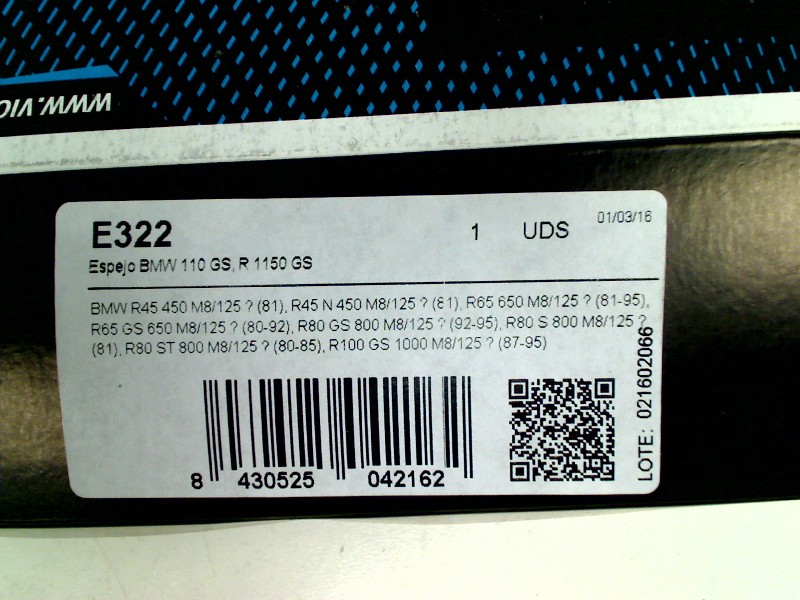 WWW.VIO
E322
1 UDS
01/03/16
Espejo BMW 110 GS, R 1150 GS
BMW R45 450 M8/125 ? (81), R45 N 450 M8/125 ? (81), R65 650 M8/125 ? (81-95),
R65 GS 650 M8/125 ? (80-92), R80 GS 800 M8/125 ? (92-95), R80 S 800 M8/125 ?
(81), R80 ST 800 M8/125 ? (80-85), R100 GS 1000 M8/125 ? (87-95)
8 430525 042162
LOTE: 021602066